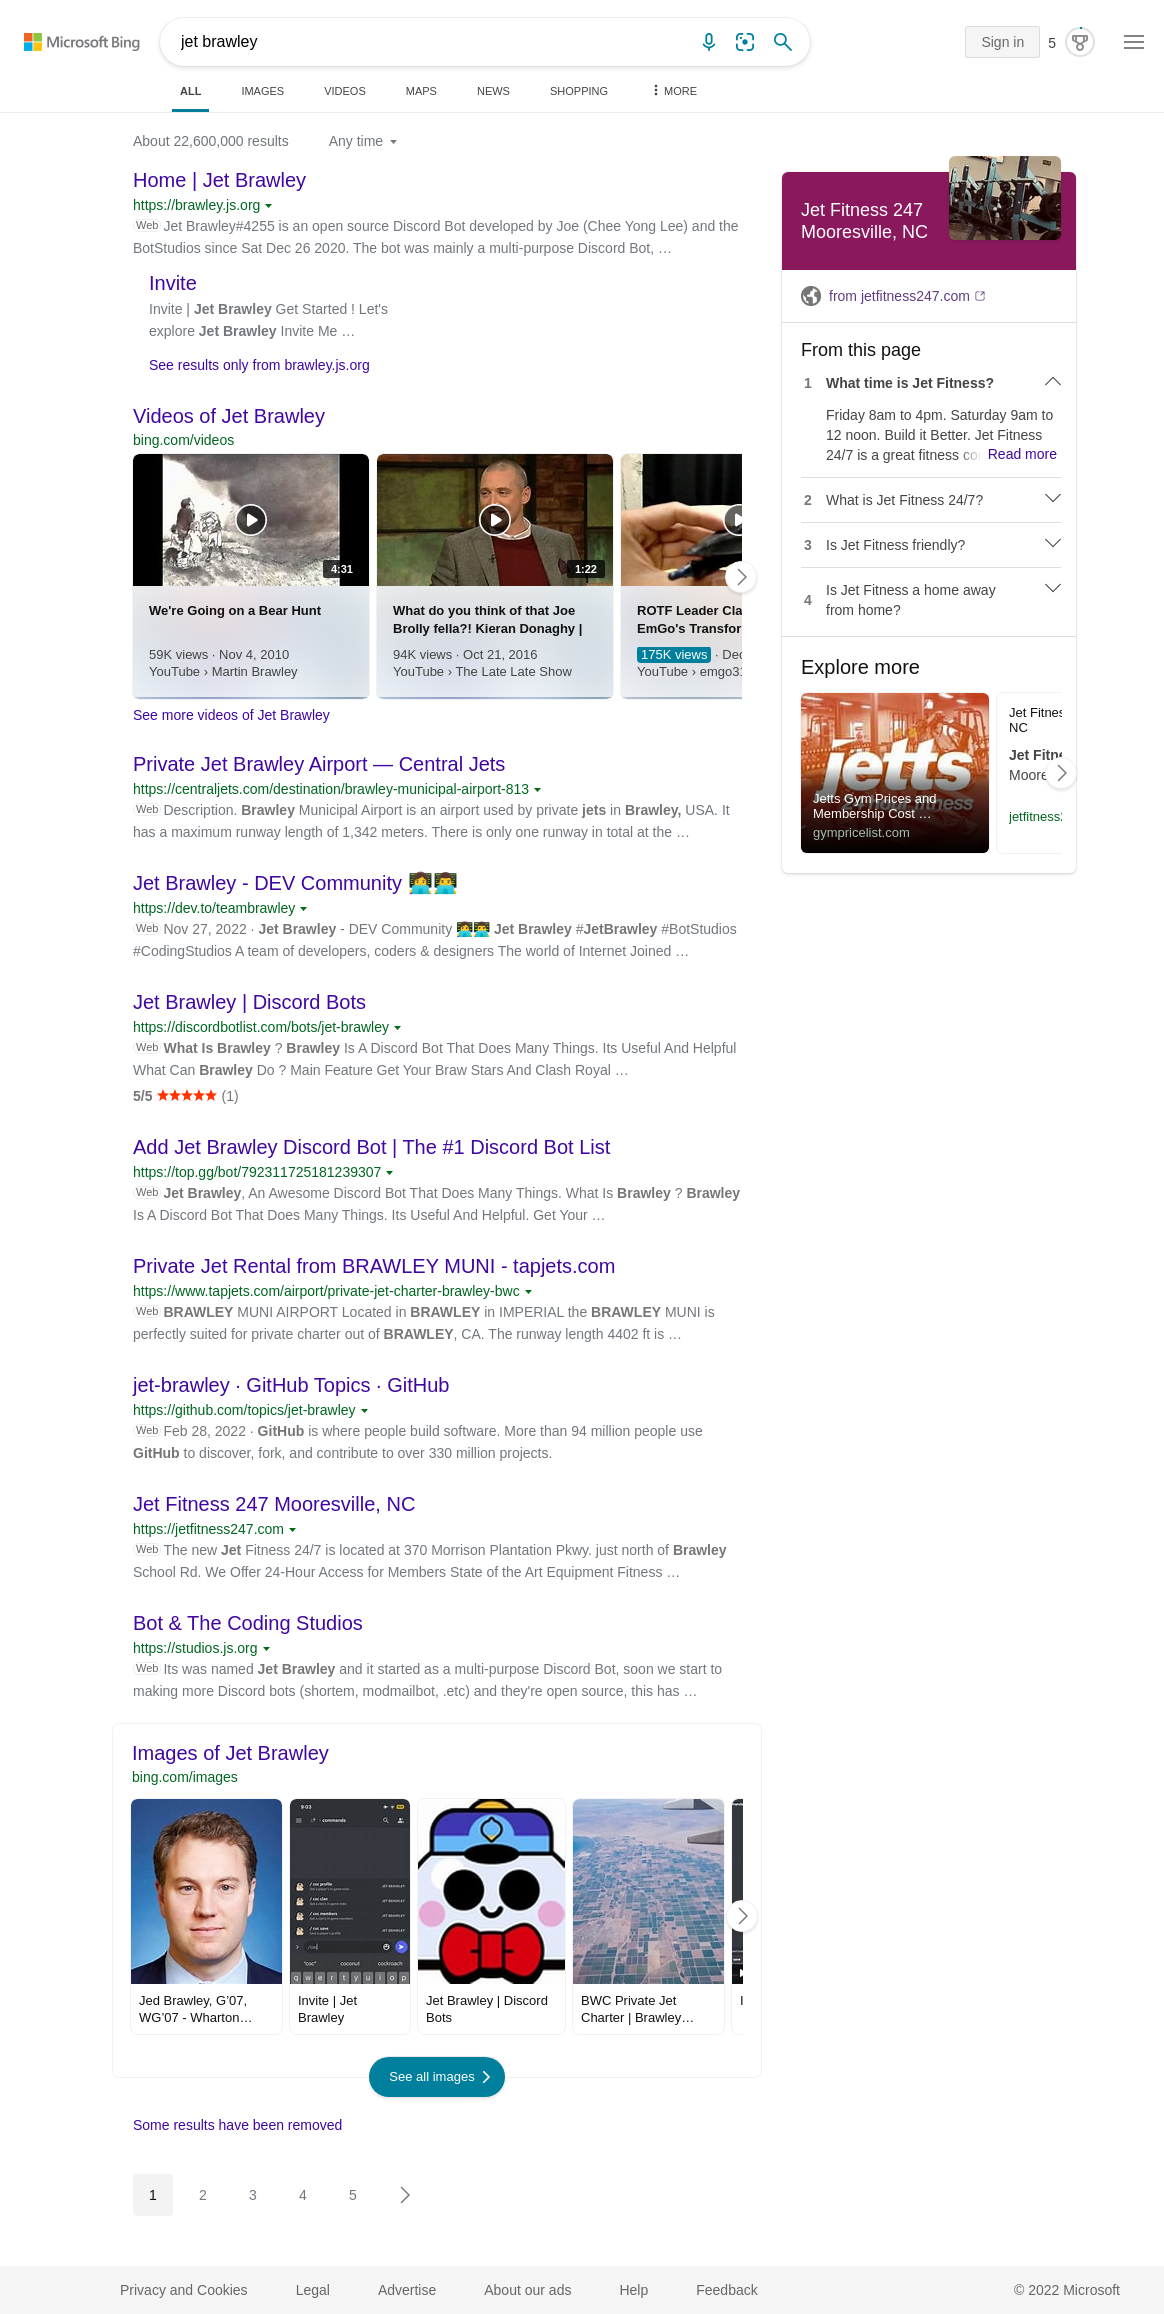 Microsoft Bing
jet brawley
Sign in
5
ALL
IMAGES
VIDEOS
MAPS
NEWS
SHOPPING
MORE
About 22,600,000 results
Any time
Home | Jet Brawley
https://brawley.js.org
Web Jet Brawley#4255 is an open source Discord Bot developed by Joe (Chee Yong Lee) and the
BotStudios since Sat Dec 26 2020. The bot was mainly a multi-purpose Discord Bot, …
Invite
Invite | Jet Brawley Get Started ! Let's
explore Jet Brawley Invite Me …
See results only from brawley.js.org
Videos of Jet Brawley
bing.com/videos
4:31
We're Going on a Bear Hunt
59K views · Nov 4, 2010
YouTube › Martin Brawley
1:22
What do you think of that Joe
Brolly fella?! Kieran Donaghy |
94K views · Oct 21, 2016
YouTube › The Late Late Show
ROTF Leader Cla
EmGo's Transfor
175K views · Dec
YouTube › emgo31
See more videos of Jet Brawley
Private Jet Brawley Airport — Central Jets
https://centraljets.com/destination/brawley-municipal-airport-813
Web Description. Brawley Municipal Airport is an airport used by private jets in Brawley, USA. It
has a maximum runway length of 1,342 meters. There is only one runway in total at the …
Jet Brawley - DEV Community 👩‍💻👨‍💻
https://dev.to/teambrawley
Web Nov 27, 2022 · Jet Brawley - DEV Community 👩‍💻👨‍💻 Jet Brawley #JetBrawley #BotStudios
#CodingStudios A team of developers, coders & designers The world of Internet Joined …
Jet Brawley | Discord Bots
https://discordbotlist.com/bots/jet-brawley
Web What Is Brawley ? Brawley Is A Discord Bot That Does Many Things. Its Useful And Helpful
What Can Brawley Do ? Main Feature Get Your Braw Stars And Clash Royal …
5/5 ★★★★★ (1)
Add Jet Brawley Discord Bot | The #1 Discord Bot List
https://top.gg/bot/792311725181239307
Web Jet Brawley, An Awesome Discord Bot That Does Many Things. What Is Brawley ? Brawley
Is A Discord Bot That Does Many Things. Its Useful And Helpful. Get Your …
Private Jet Rental from BRAWLEY MUNI - tapjets.com
https://www.tapjets.com/airport/private-jet-charter-brawley-bwc
Web BRAWLEY MUNI AIRPORT Located in BRAWLEY in IMPERIAL the BRAWLEY MUNI is
perfectly suited for private charter out of BRAWLEY, CA. The runway length 4402 ft is …
jet-brawley · GitHub Topics · GitHub
https://github.com/topics/jet-brawley
Web Feb 28, 2022 · GitHub is where people build software. More than 94 million people use
GitHub to discover, fork, and contribute to over 330 million projects.
Jet Fitness 247 Mooresville, NC
https://jetfitness247.com
Web The new Jet Fitness 24/7 is located at 370 Morrison Plantation Pkwy. just north of Brawley
School Rd. We Offer 24-Hour Access for Members State of the Art Equipment Fitness …
Bot & The Coding Studios
https://studios.js.org
Web Its was named Jet Brawley and it started as a multi-purpose Discord Bot, soon we start to
making more Discord bots (shortem, modmailbot, .etc) and they're open source, this has …
Images of Jet Brawley
bing.com/images
Jed Brawley, G'07,
WG'07 - Wharton…
9:03
commands
/ coc profile
JET BRAWLEY
/ coc clan
JET BRAWLEY
/ coc members
JET BRAWLEY
/ coc save
JET BRAWLEY
/coc
"coc"
coconut
cockroach
q w e r t y u i o p
Invite | Jet
Brawley
Jet Brawley | Discord
Bots
BWC Private Jet
Charter | Brawley…
I
See all images
Some results have been removed
1
2
3
4
5
Jet Fitness 247
Mooresville, NC
from jetfitness247.com
From this page
1 What time is Jet Fitness?
Friday 8am to 4pm. Saturday 9am to
12 noon. Build it Better. Jet Fitness
24/7 is a great fitness co Read more
2 What is Jet Fitness 24/7?
3 Is Jet Fitness friendly?
4 Is Jet Fitness a home away
from home?
Explore more
jetts
24 hour fitness
Jetts Gym Prices and
Membership Cost …
gympricelist.com
Jet Fitnes
NC
Jet Fitne
Moore
jetfitness2
Privacy and Cookies
Legal
Advertise
About our ads
Help
Feedback
© 2022 Microsoft